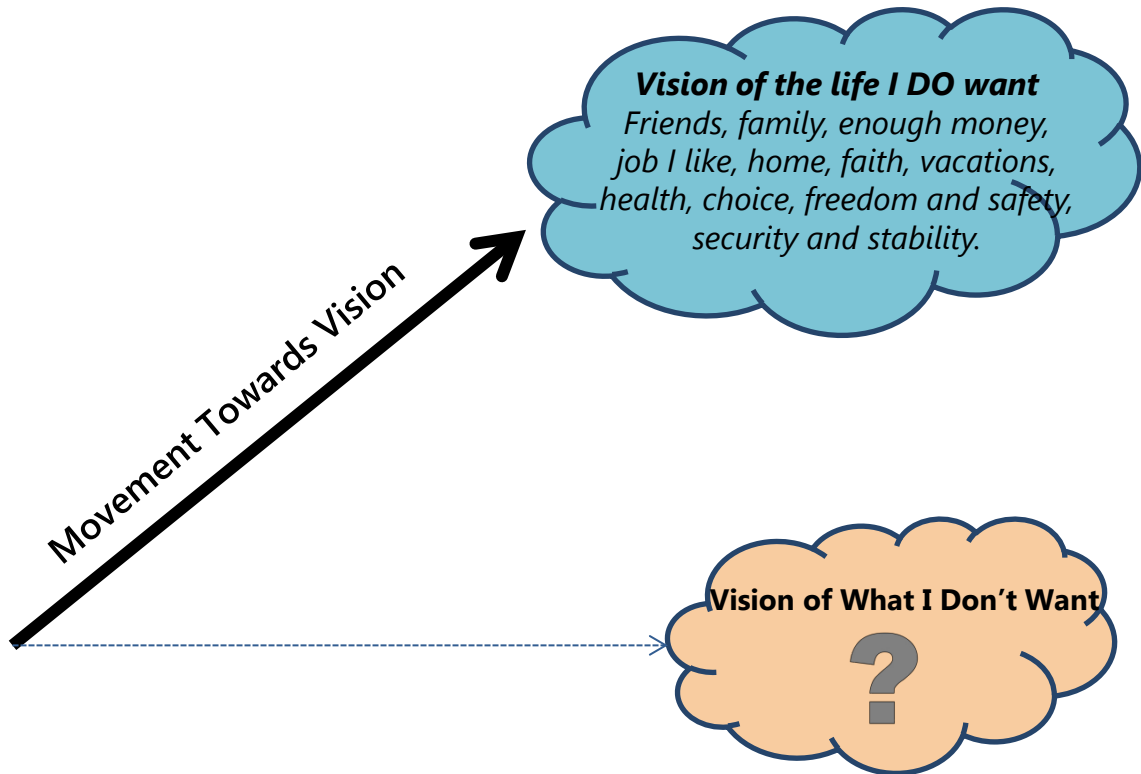 Vision of the life I DO want
Friends, family, enough money,
job I like, home, faith, vacations,
health, choice, freedom and safety,
security and stability.
Movement Towards Vision
Vision of What I Don’t Want
?